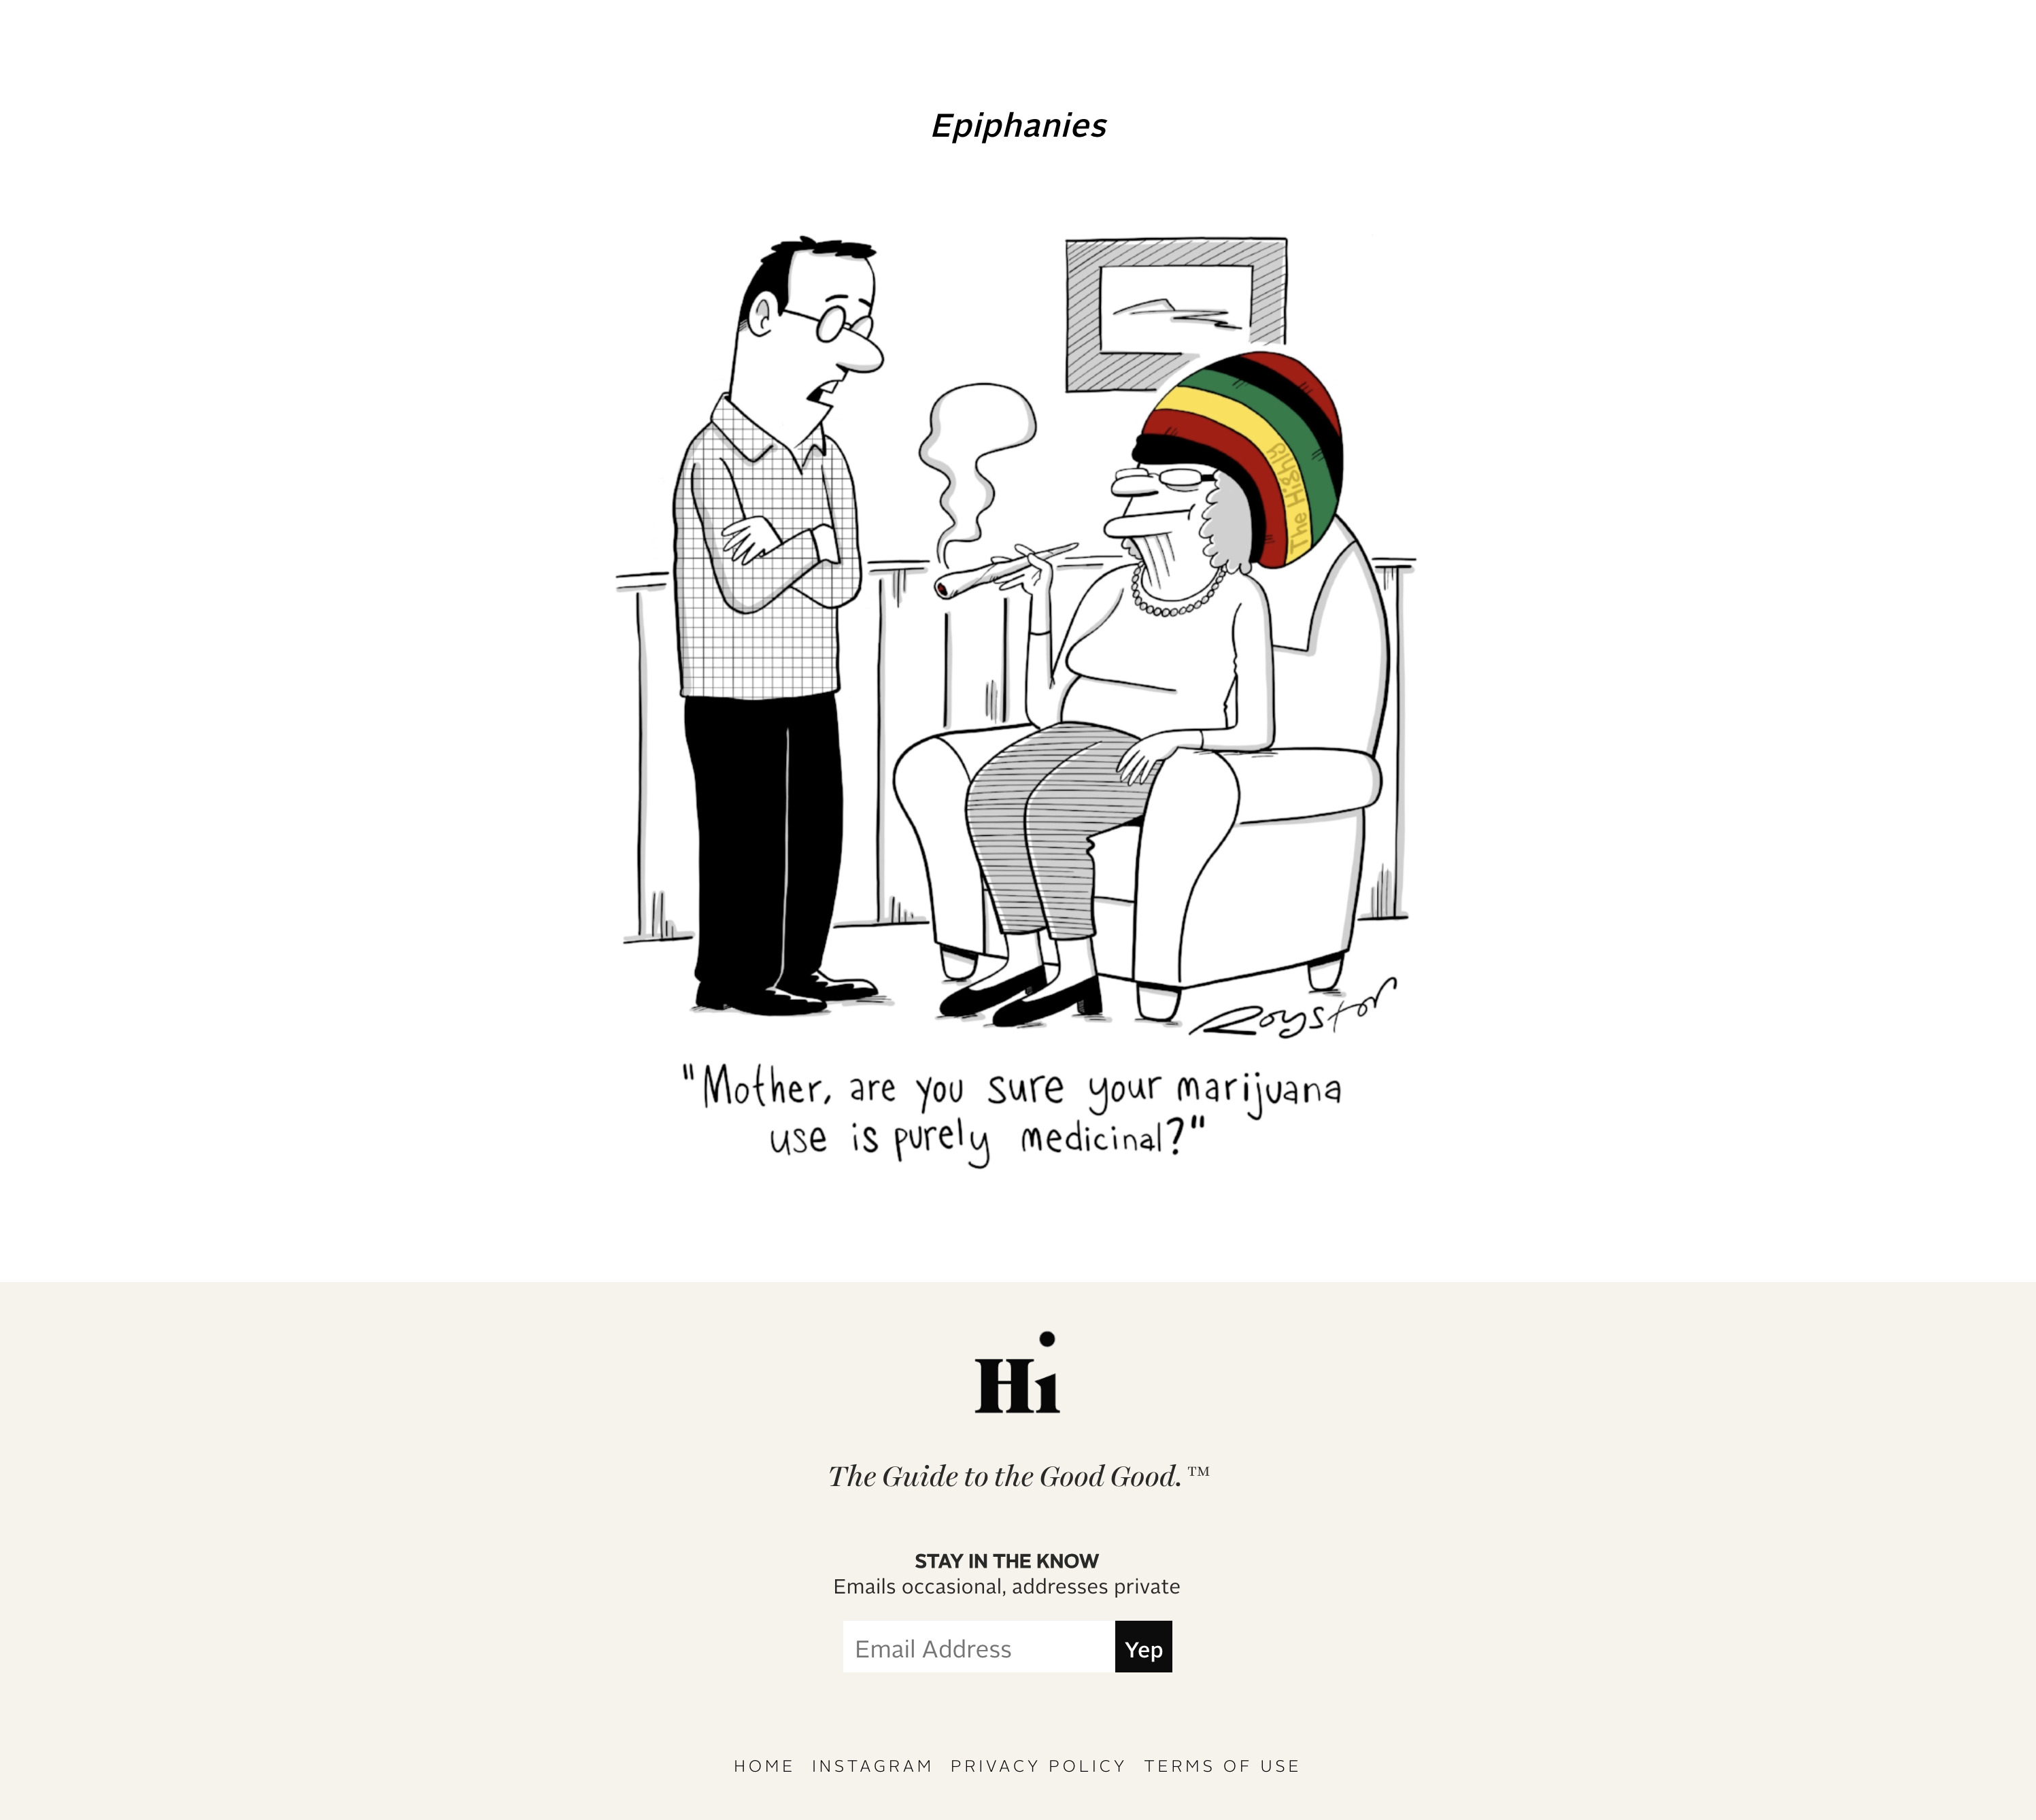 Epiphanies
The Highly
Roystor
"Mother, are you sure your marijuana
use is purely medicinal?"
Hi
The Guide to the Good Good.™
STAY IN THE KNOW
Emails occasional, addresses private
Email Address
Yep
HOME INSTAGRAM PRIVACY POLICY TERMS OF USE